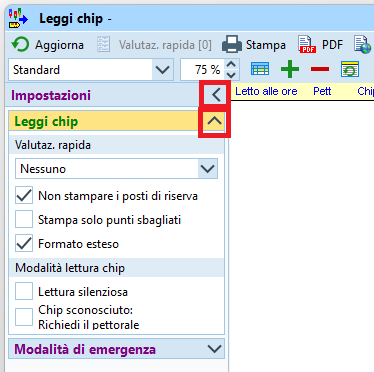 Leggi chip -
Aggiorna Valutaz. rapida [0] Stampa PDF
Standard 75 %
Impostazioni Letto alle ore Pett
Leggi chip
Valutaz. rapida
Nessuno
Non stampare i posti di riserva
Stampa solo punti sbagliati
Formato esteso
Modalità lettura chip
Lettura silenziosa
Chip sconosciuto:
Richiedi il pettorale
Modalità di emergenza